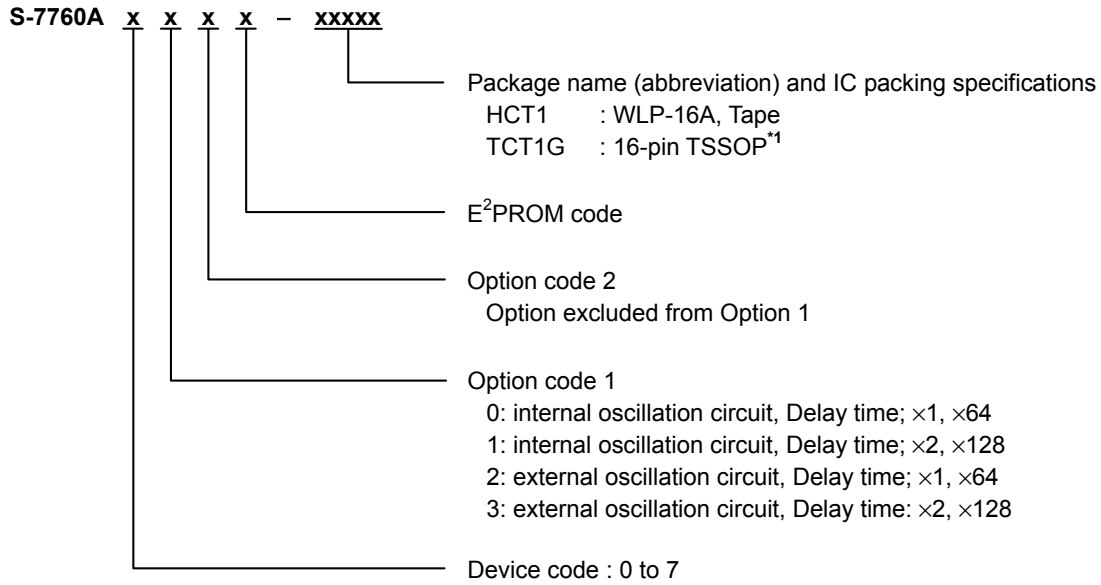 S-7760A x x x x – xxxxx
Package name (abbreviation) and IC packing specifications
HCT1 : WLP-16A, Tape
TCT1G : 16-pin TSSOP*1
E2PROM code
Option code 2
Option excluded from Option 1
Option code 1
0: internal oscillation circuit, Delay time; ×1, ×64
1: internal oscillation circuit, Delay time; ×2, ×128
2: external oscillation circuit, Delay time; ×1, ×64
3: external oscillation circuit, Delay time: ×2, ×128
Device code : 0 to 7